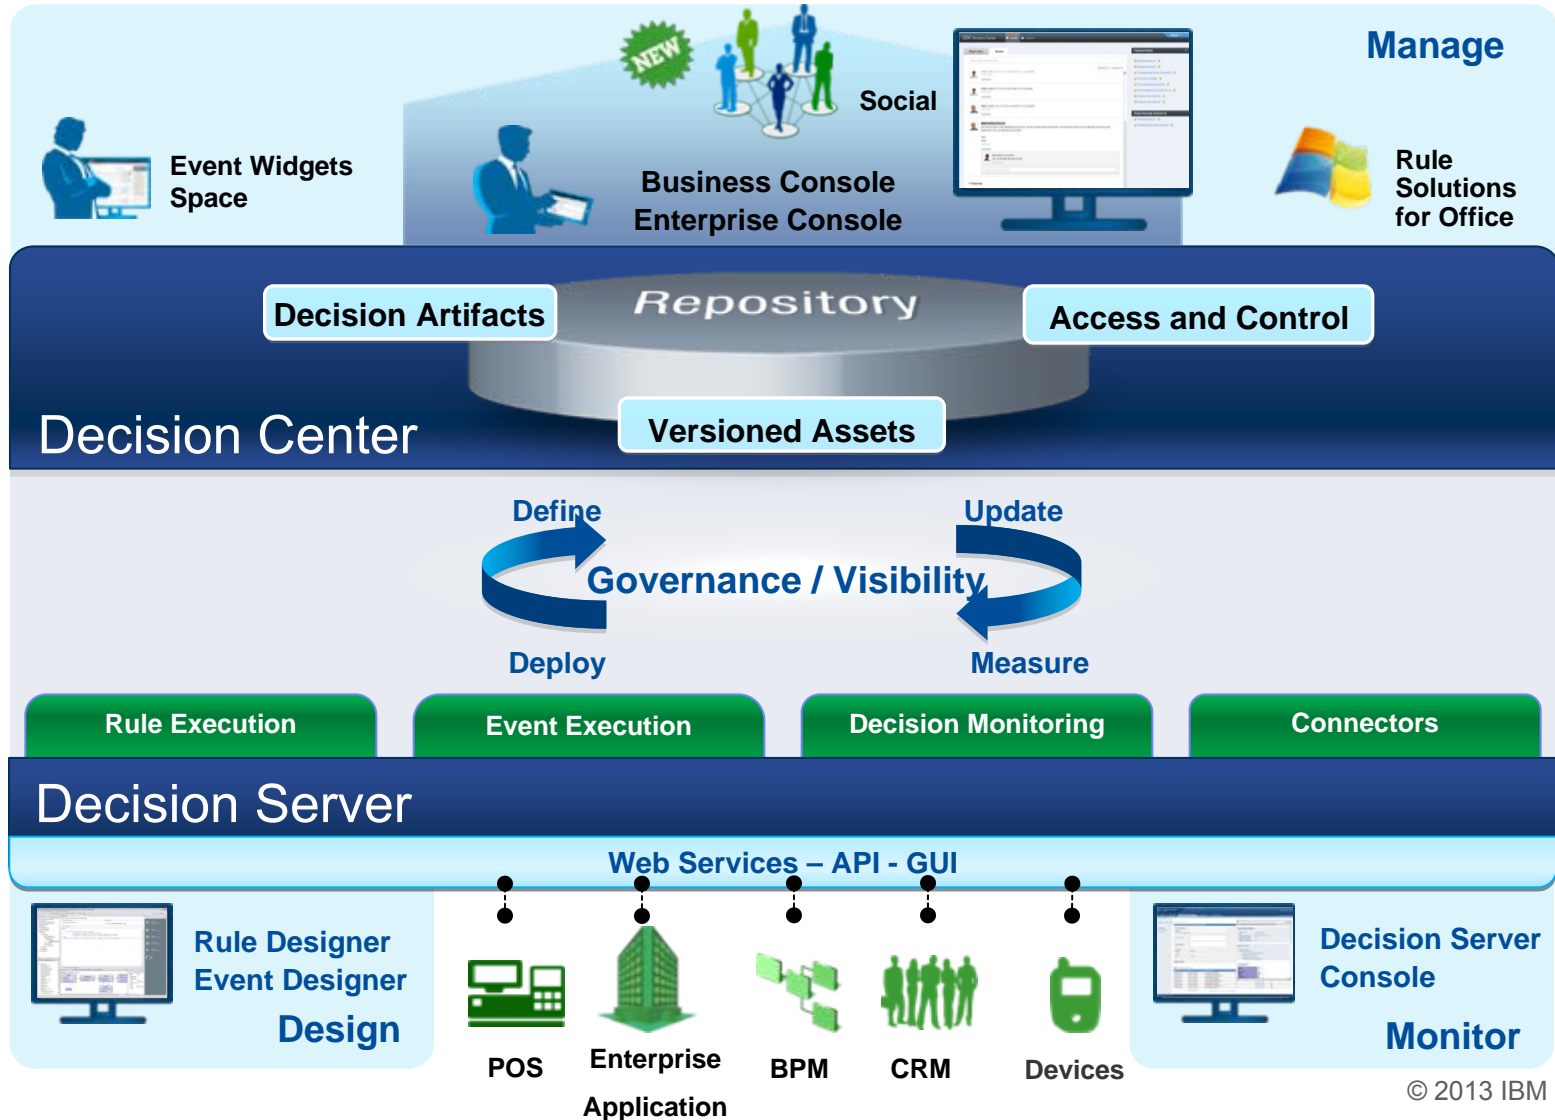 Manage
NEW
Social
Event Widgets
Space
Business Console
Enterprise Console
Rule
Solutions
for Office
Repository
Decision Artifacts
Access and Control
Versioned Assets
Decision Center
Define
Update
Governance / Visibility
Deploy
Measure
Rule Execution
Event Execution
Decision Monitoring
Connectors
Decision Server
Web Services – API - GUI
Rule Designer
Event Designer
Design
POS
Enterprise
Application
BPM
CRM
Devices
Decision Server
Console
Monitor
© 2013 IBM